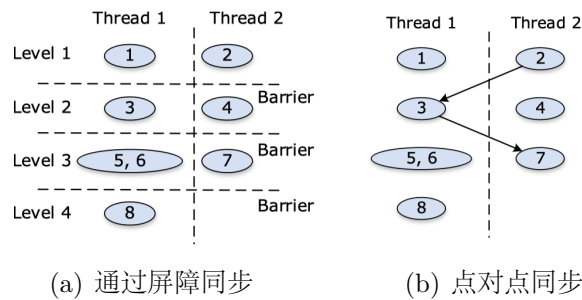 Thread 1 Thread 2
Level 1 1 2
Barrier
Level 2 3 4
Barrier
Level 3 5, 6 7
Barrier
Level 4 8
(a) 通过屏障同步
Thread 1 Thread 2
1 2
3 4
5, 6 7
8
(b) 点对点同步